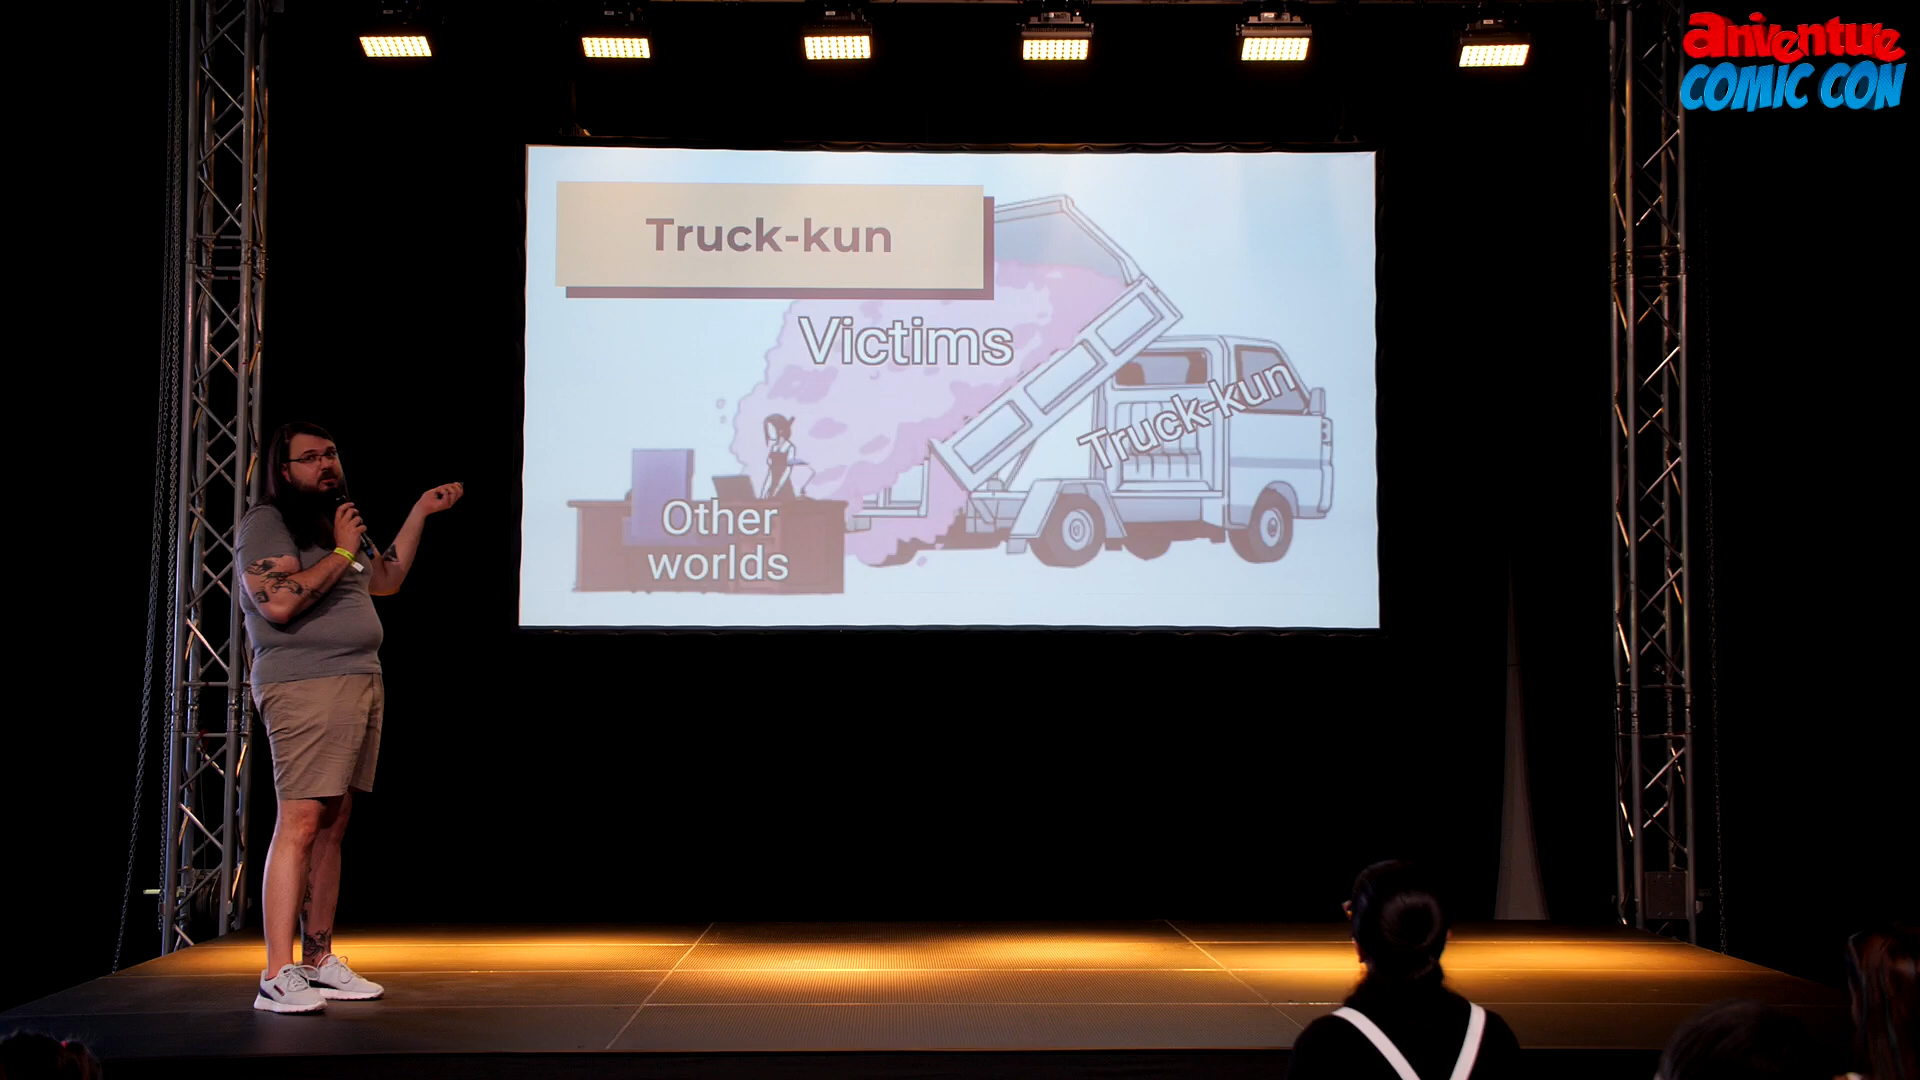 aniventure
COMIC CON
Truck-kun
Victims
Truck-kun
Other
worlds